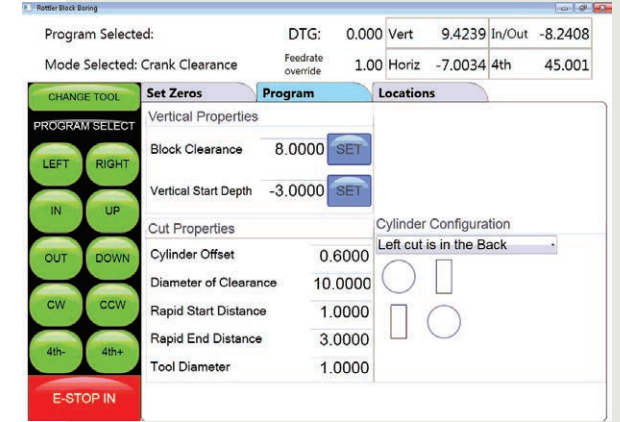 Rottler Block Boring
Program Selected: DTG: 0.000 Vert 9.4239 In/Out -8.2408
Mode Selected: Crank Clearance Feedrate override 1.00 Horiz -7.0034 4th 45.001
CHANGE TOOL Set Zeros Program Locations
PROGRAM SELECT Vertical Properties
LEFT RIGHT Block Clearance 8.0000 SET
Vertical Start Depth -3.0000 SET
IN UP
Cut Properties Cylinder Configuration
Left cut is in the Back
OUT DOWN Cylinder Offset 0.6000
Diameter of Clearance 10.0000
CW CCW Rapid Start Distance 1.0000
Rapid End Distance 3.0000
4th- 4th+
Tool Diameter 1.0000
E-STOP IN